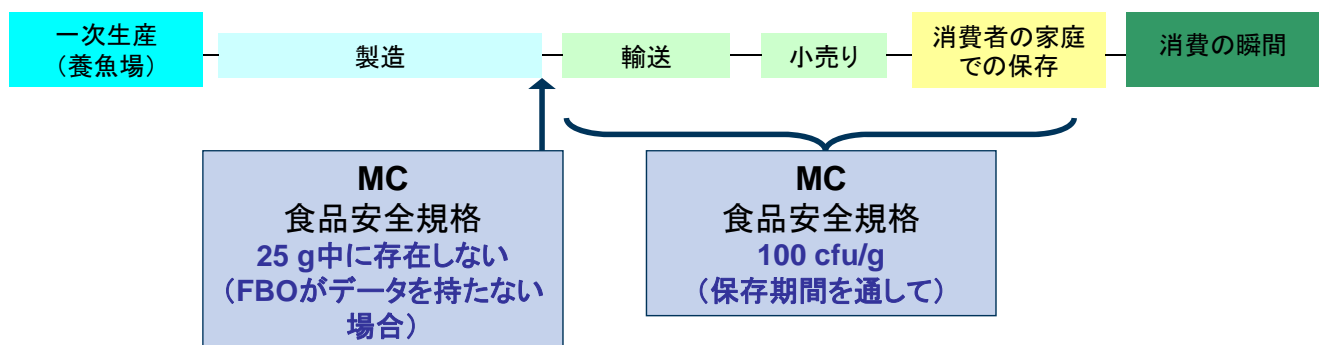 一次生産
（養魚場）
製造
輸送
小売り
消費者の家庭
での保存
消費の瞬間
MC
食品安全規格
25 g中に存在しない
（FBOがデータを持たない
場合）
MC
食品安全規格
100 cfu/g
（保存期間を通して）